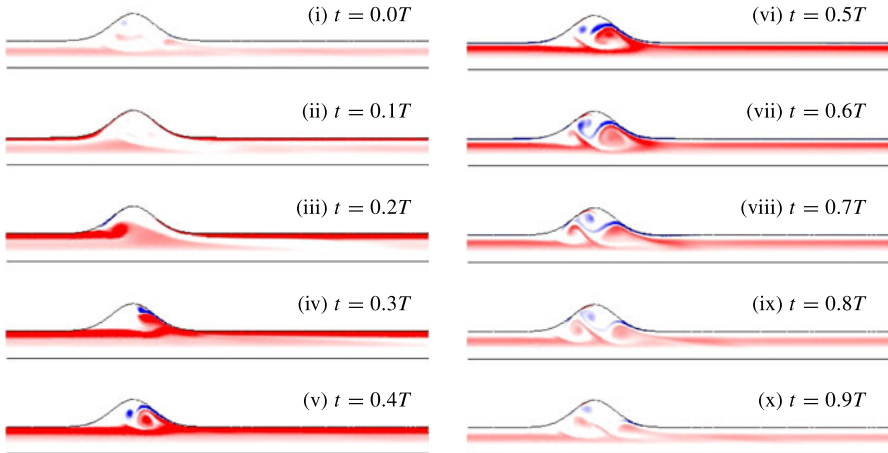 (i) t = 0.0T
(ii) t = 0.1T
(iii) t = 0.2T
(iv) t = 0.3T
(v) t = 0.4T
(vi) t = 0.5T
(vii) t = 0.6T
(viii) t = 0.7T
(ix) t = 0.8T
(x) t = 0.9T